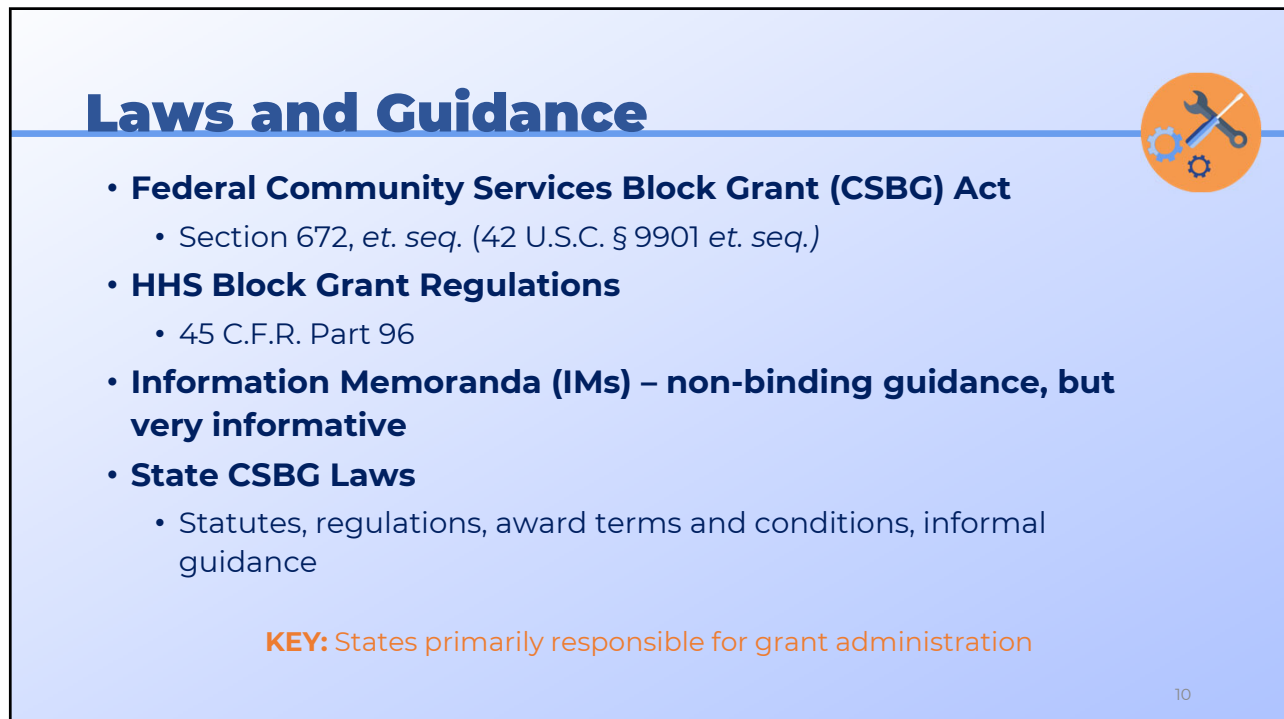 Laws and Guidance
• Federal Community Services Block Grant (CSBG) Act
• Section 672, et. seq. (42 U.S.C. § 9901 et. seq.)
• HHS Block Grant Regulations
• 45 C.F.R. Part 96
• Information Memoranda (IMs) – non-binding guidance, but
very informative
• State CSBG Laws
• Statutes, regulations, award terms and conditions, informal
guidance
KEY: States primarily responsible for grant administration
10